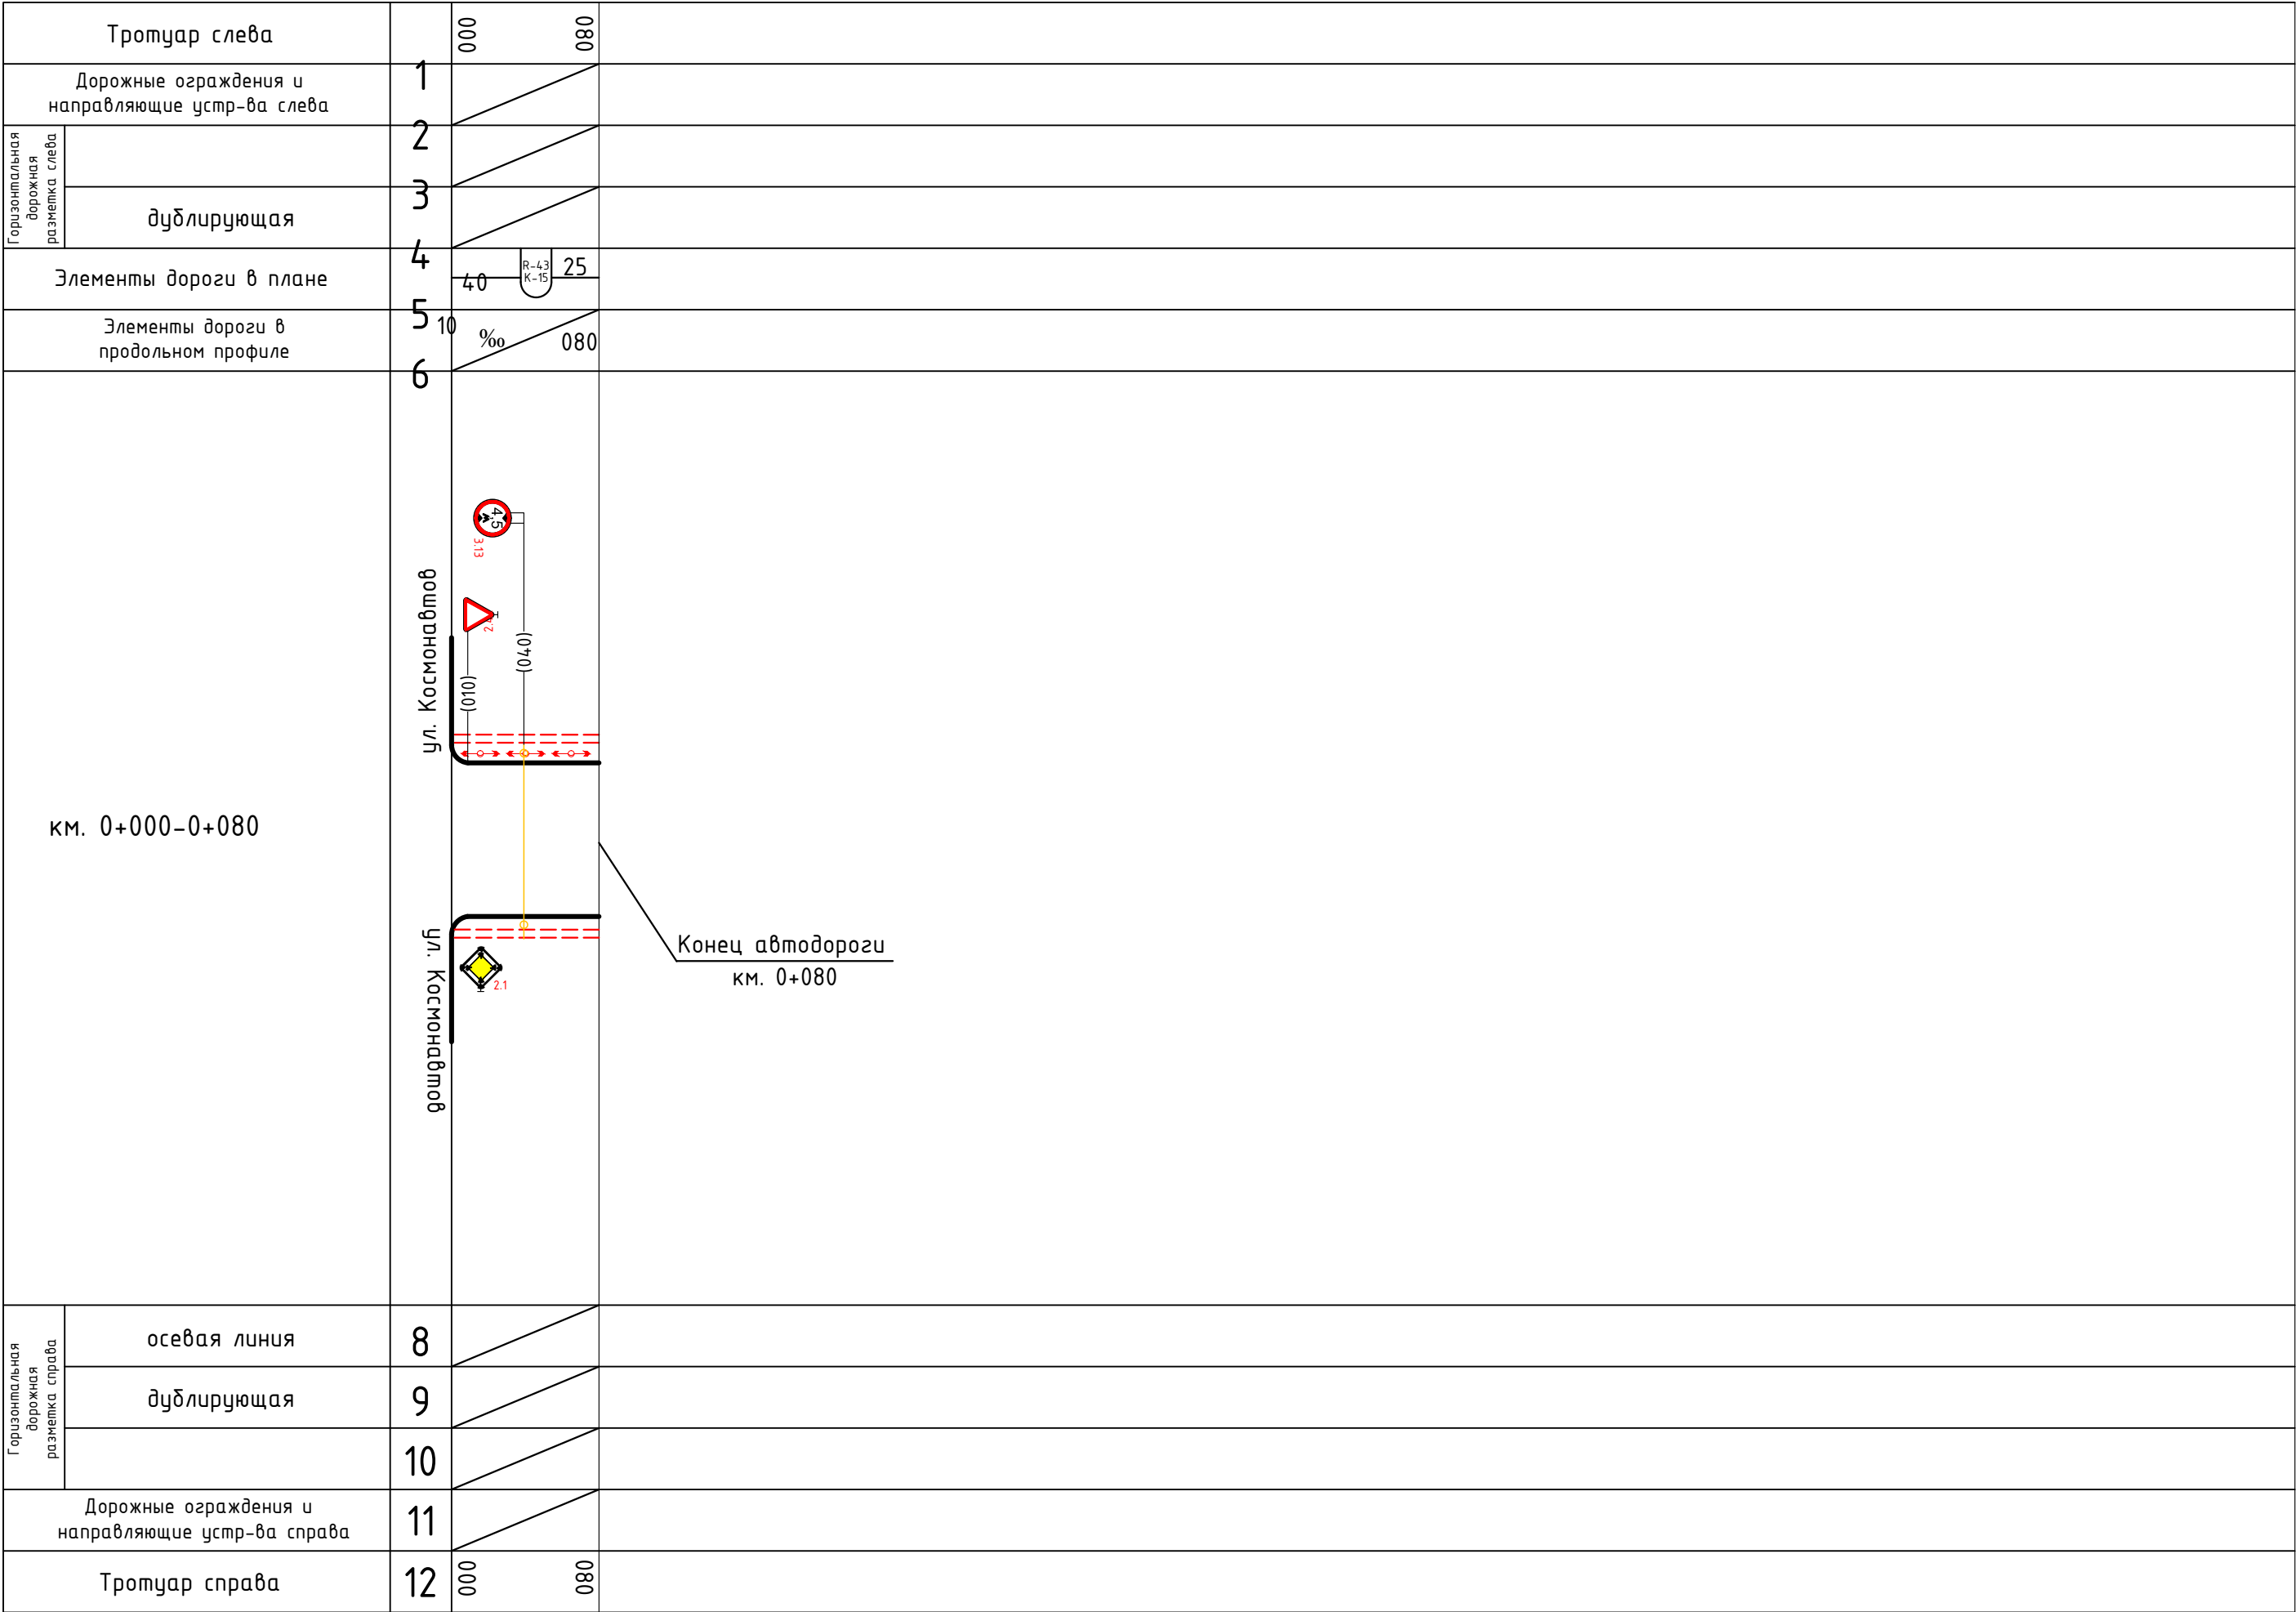 Тротуар слева
000
080
1
Дорожные ограждения и
направляющие устр-ва слева
2
Горизонтальная
дорожная
разметка слева
3
дублирующая
4
Элементы дороги в плане
40
R-43
K-15
25
5
Элементы дороги в
продольном профиле
10
‰
080
6
4,5
3.13
ул. Космонавтов
2.4
(040)
(010)
км. 0+000-0+080
ул. Космонавтов
2.1
Конец автодороги
км. 0+080
Горизонтальная
дорожная
разметка справа
осевая линия
8
дублирующая
9
10
Дорожные ограждения и
направляющие устр-ва справа
11
Тротуар справа
12
000
080